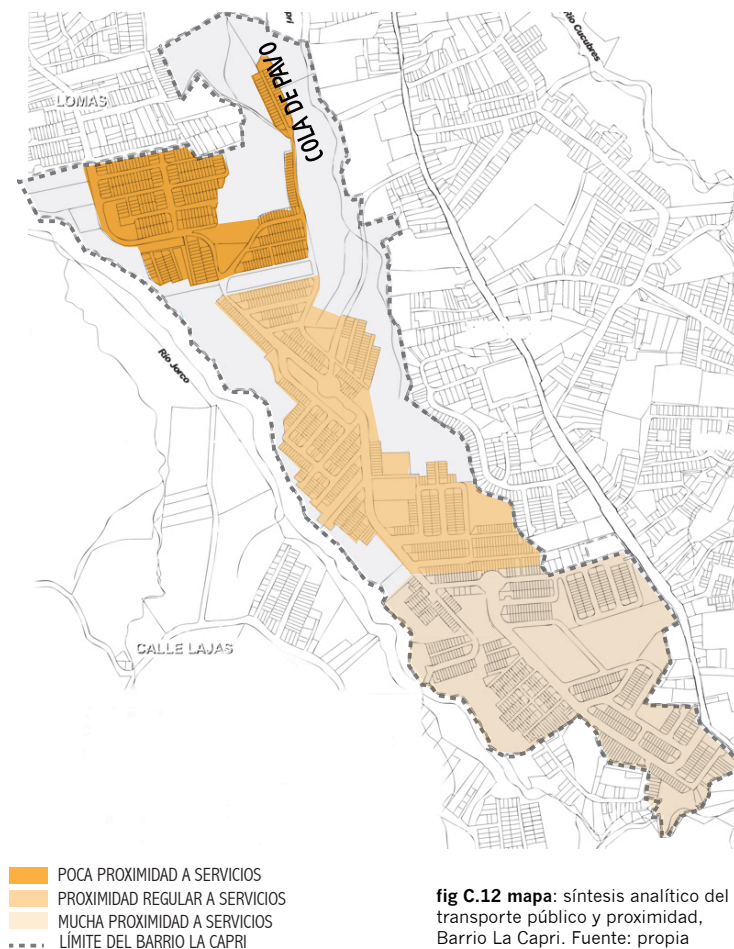 Río Cucubres
LOMAS
COLA DE PAVO
Río Jorco
CALLE LAJAS
POCA PROXIMIDAD A SERVICIOS
PROXIMIDAD REGULAR A SERVICIOS
MUCHA PROXIMIDAD A SERVICIOS
LÍMITE DEL BARRIO LA CAPRI
fig C.12 mapa: síntesis analítico del
transporte público y proximidad,
Barrio La Capri. Fuente: propia